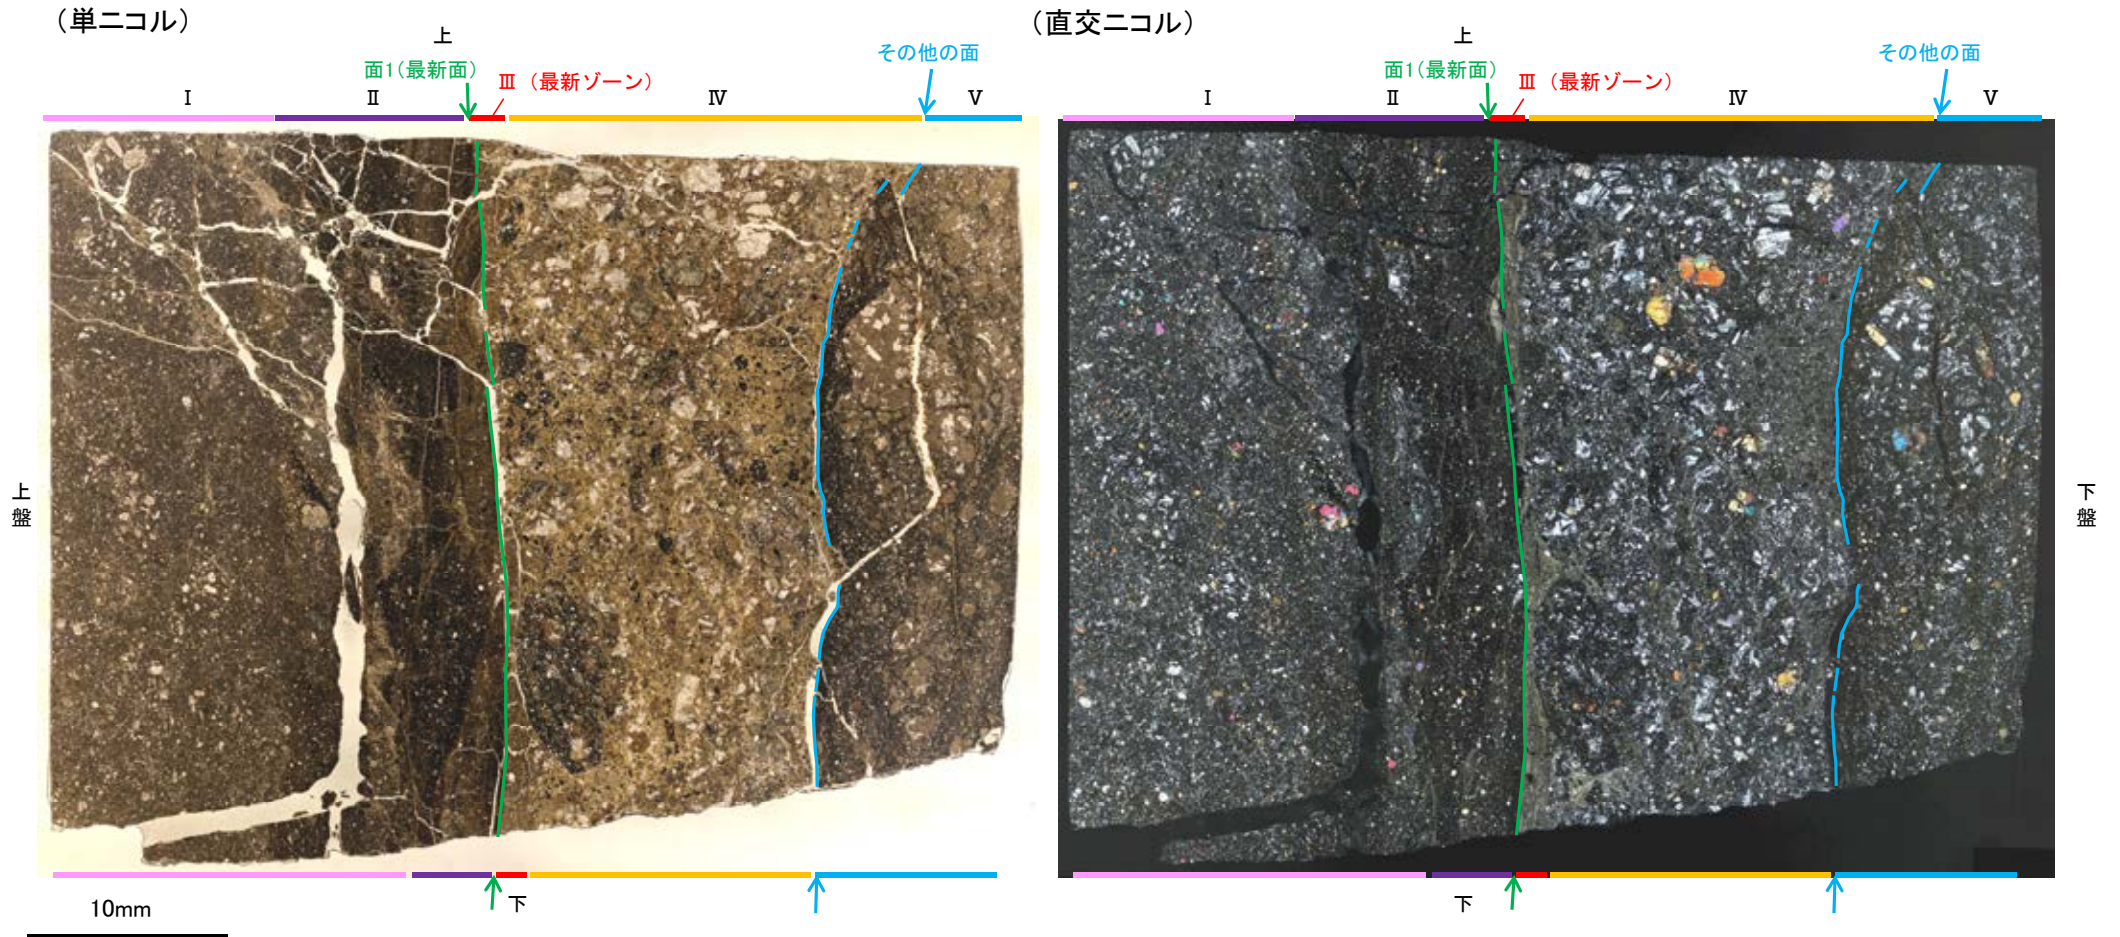 (単ニコル)
上
面1(最新面)
Ⅲ (最新ゾーン)
その他の面
Ⅰ
Ⅱ
Ⅳ
Ⅴ
上盤
10mm
下
(直交ニコル)
上
面1(最新面)
Ⅲ (最新ゾーン)
その他の面
Ⅰ
Ⅱ
Ⅳ
Ⅴ
下盤
下